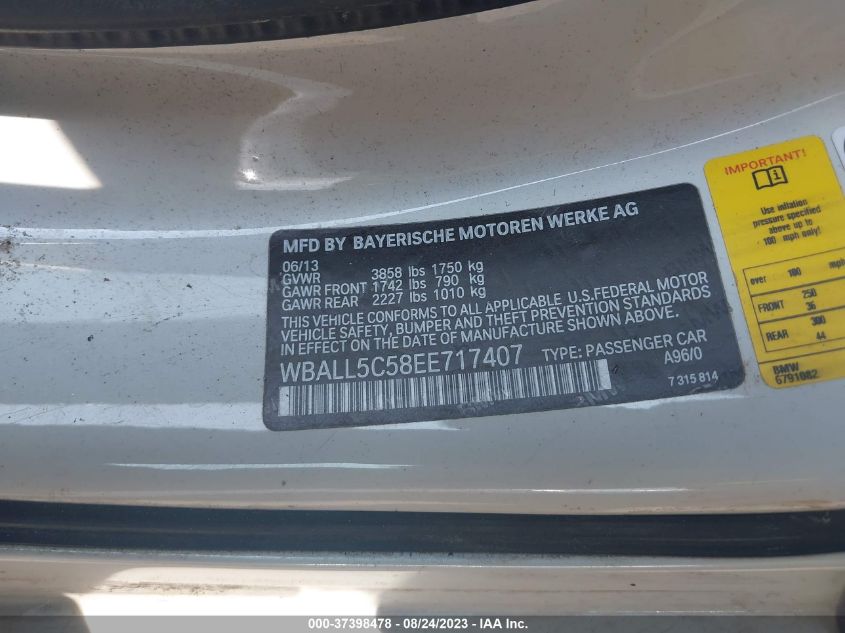 MFD BY BAYERISCHE MOTOREN WERKE AG
06/13
GVWR 3858 lbs 1750 kg
GAWR FRONT 1742 lbs 790 kg
GAWR REAR 2227 lbs 1010 kg
THIS VEHICLE CONFORMS TO ALL APPLICABLE U.S.FEDERAL MOTOR
VEHICLE SAFETY, BUMPER AND THEFT PREVENTION STANDARDS
IN EFFECT ON THE DATE OF MANUFACTURE SHOWN ABOVE.
WBALL5C58EE717407 TYPE: PASSENGER CAR
A96/0
7 315 814
IMPORTANT!
Use inflation
pressure specified
above up to
100 mph only!
over 100 mph
FRONT 250
36
REAR 300
44
BMW
6791082
000-37398478 - 08/24/2023 - IAA Inc.